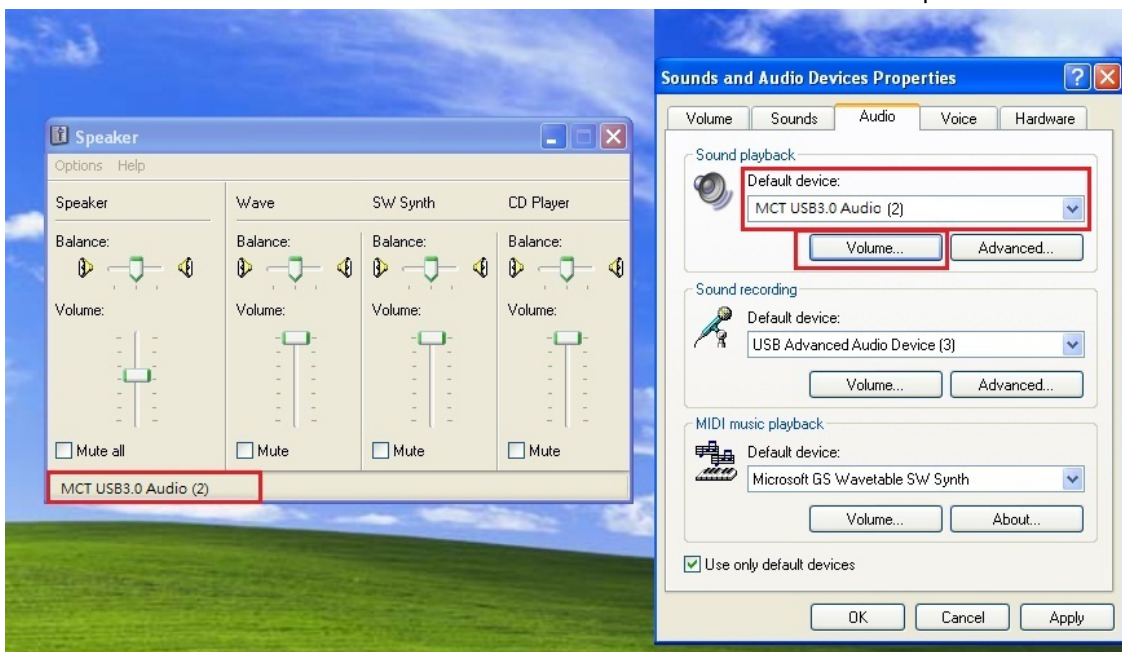 Speaker
Options Help
Speaker
Wave
SW Synth
CD Player
Balance:
Balance:
Balance:
Balance:
Volume:
Volume:
Volume:
Volume:
Mute all
Mute
Mute
Mute
MCT USB3.0 Audio (2)
Sounds and Audio Devices Properties
Volume Sounds Audio Voice Hardware
Sound playback
Default device:
MCT USB3.0 Audio (2)
Volume... Advanced...
Sound recording
Default device:
USB Advanced Audio Device (3)
Volume... Advanced...
MIDI music playback
Default device:
Microsoft GS Wavetable SW Synth
Volume... About...
Use only default devices
OK Cancel Apply